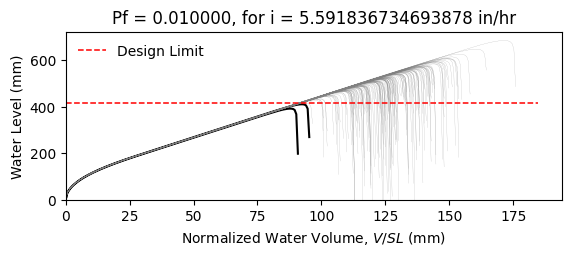 Pf = 0.010000, for i = 5.591836734693878 in/hr
Design Limit
Water Level (mm)
600
400
200
0
0 25 50 75 100 125 150 175
Normalized Water Volume, V/SL (mm)